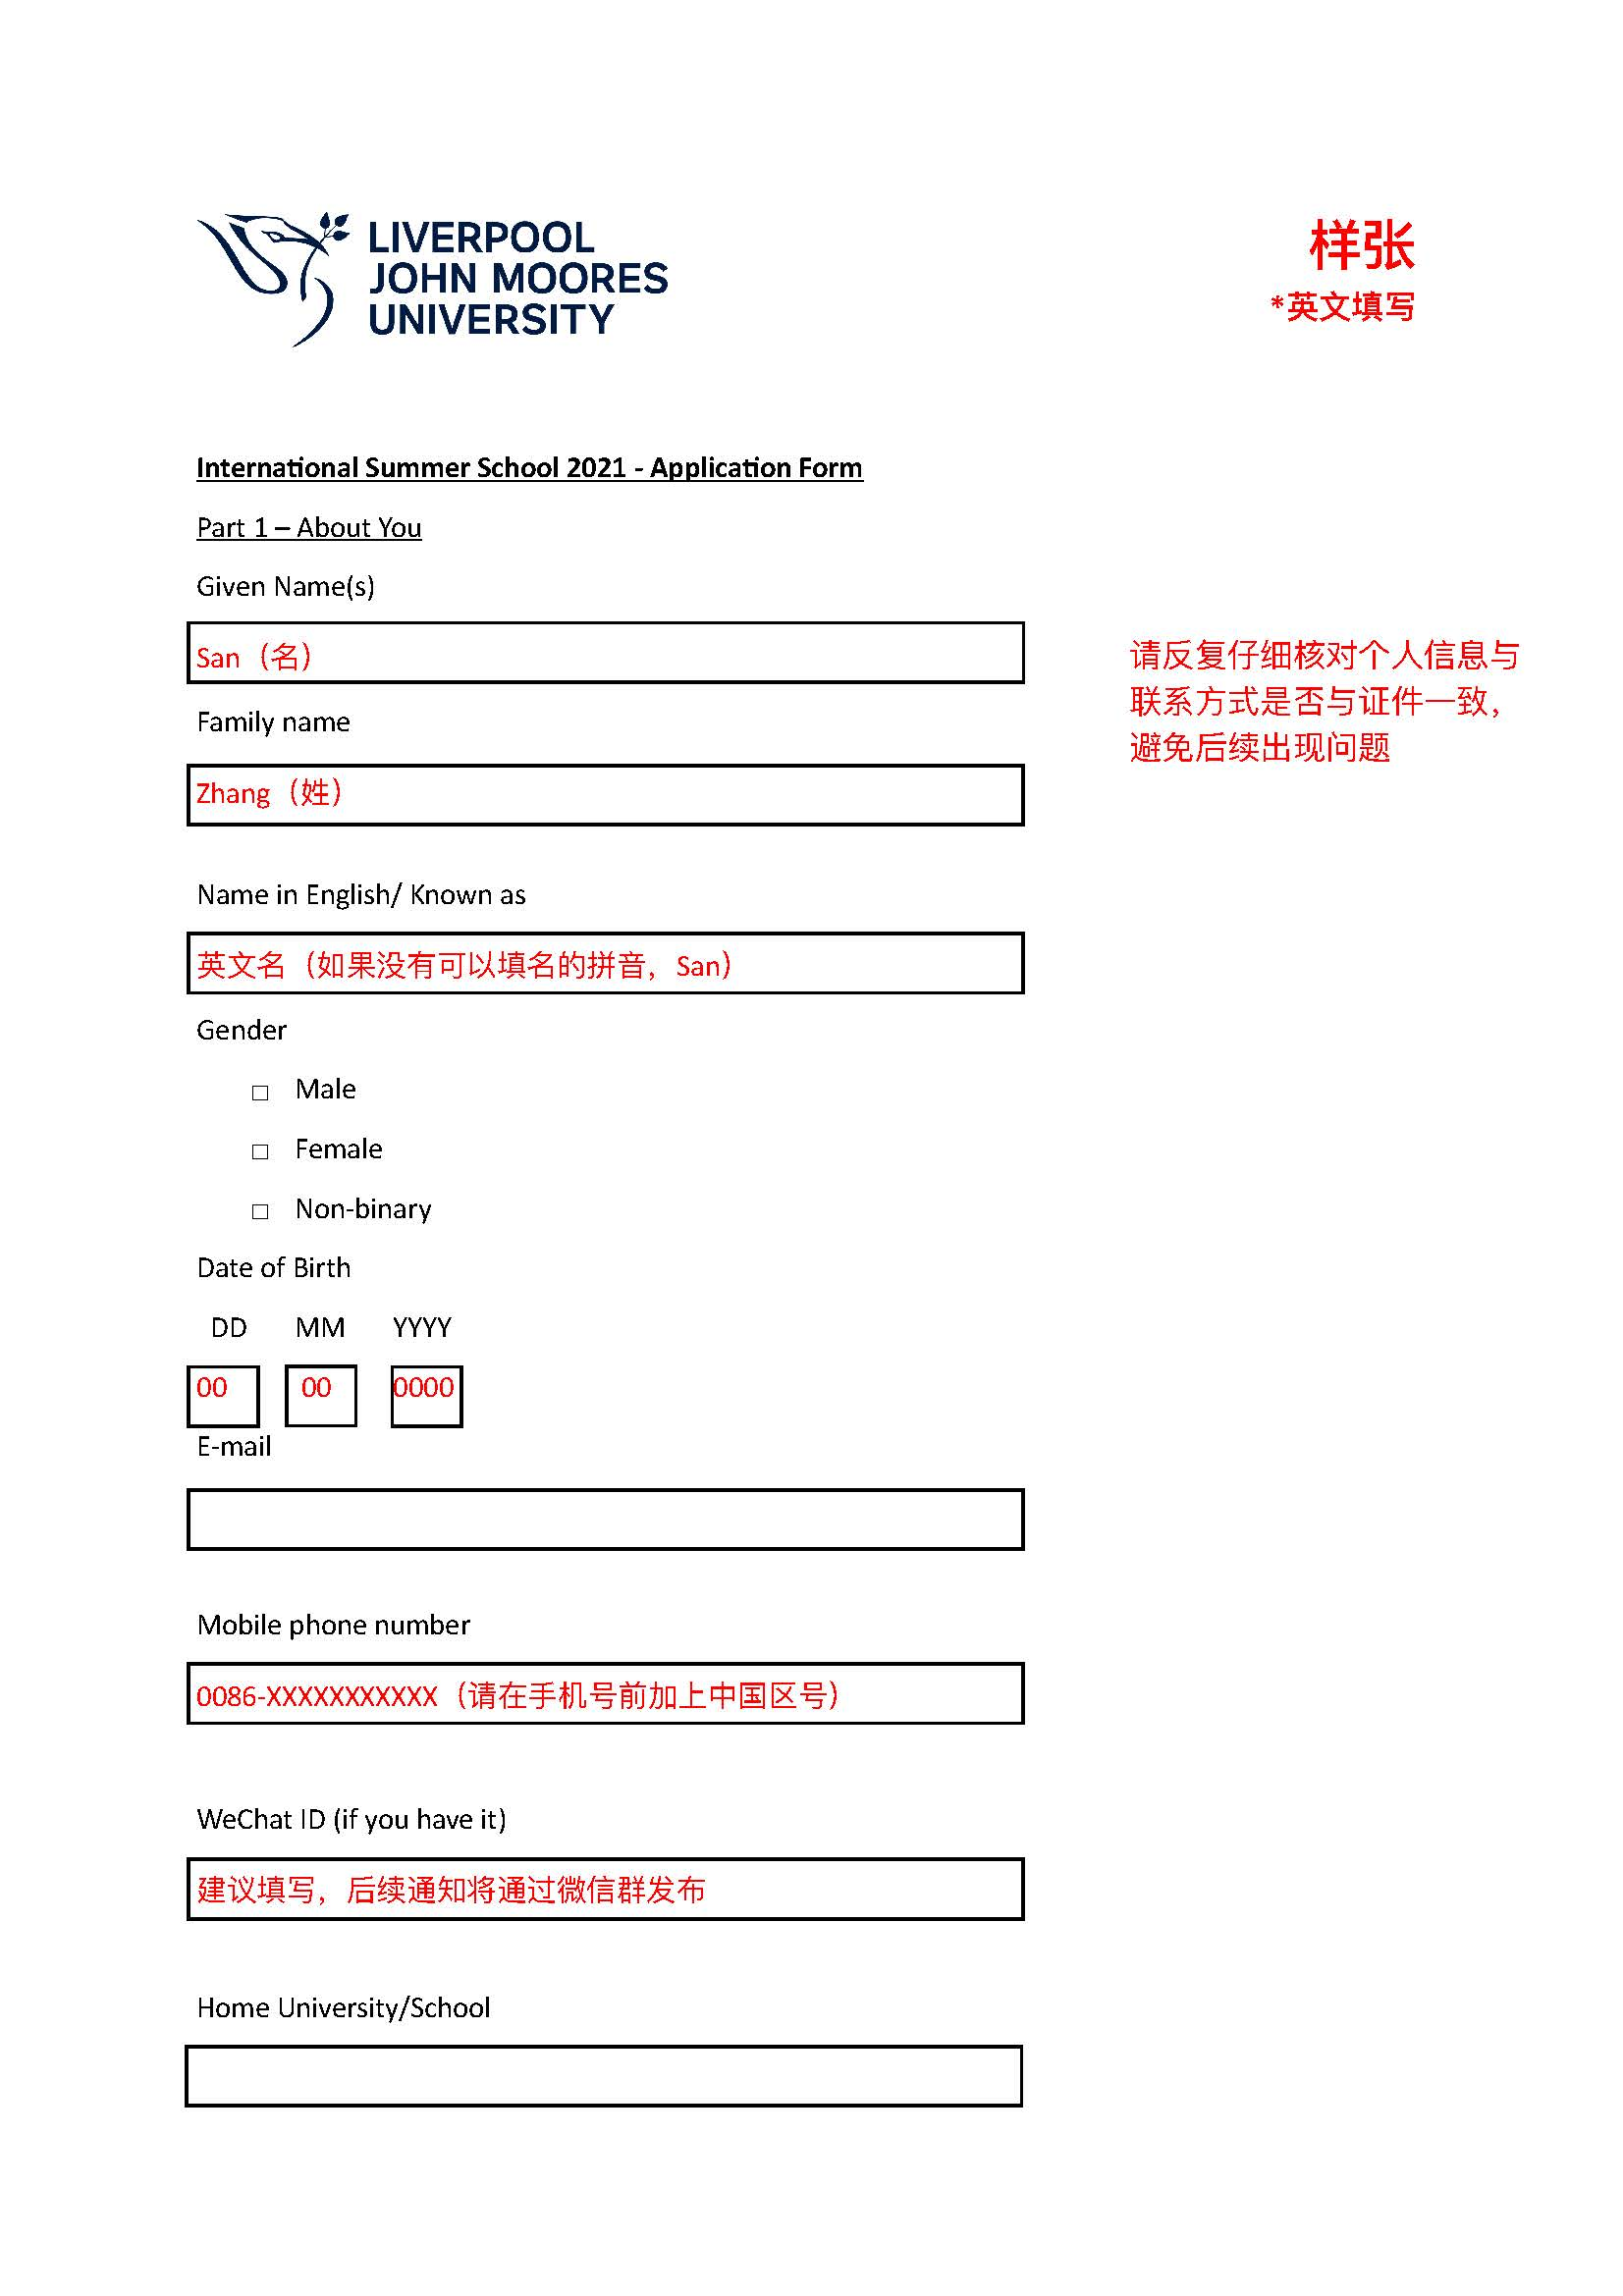 LIVERPOOL
JOHN MOORES
UNIVERSITY
样张
*英文填写
International Summer School 2021 - Application Form
Part 1 – About You
Given Name(s)
San（名）
请反复仔细核对个人信息与
联系方式是否与证件一致，
避免后续出现问题
Family name
Zhang（姓）
Name in English/ Known as
英文名（如果没有可以填名的拼音，San）
Gender
□ Male
□ Female
□ Non-binary
Date of Birth
DD MM YYYY
00 00 0000
E-mail
Mobile phone number
0086-XXXXXXXXXXX（请在手机号前加上中国区号）
WeChat ID (if you have it)
建议填写，后续通知将通过微信群发布
Home University/School